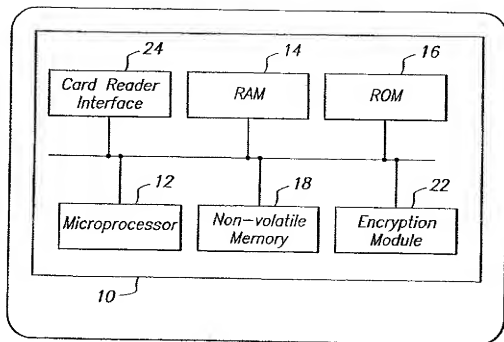 24
14
16
Card Reader
Interface
RAM
ROM
12
18
22
Microprocessor
Non-volatile
Memory
Encryption
Module
10